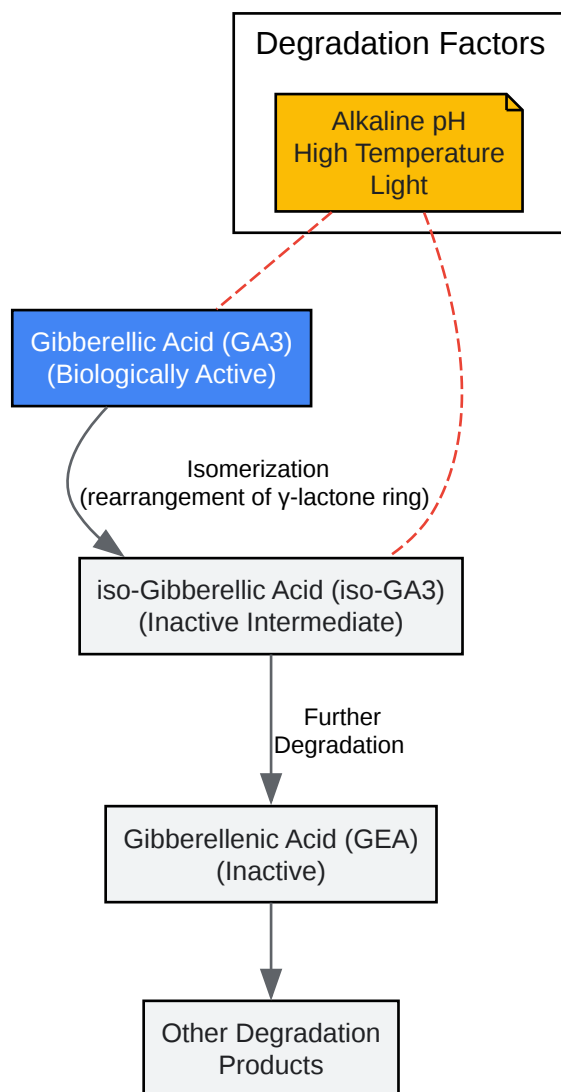 Degradation Factors
Alkaline pH
High Temperature
Light
Gibberellic Acid (GA3)
(Biologically Active)
Isomerization
(rearrangement of γ-lactone ring)
iso-Gibberellic Acid (iso-GA3)
(Inactive Intermediate)
Further
Degradation
Gibberellenic Acid (GEA)
(Inactive)
Other Degradation
Products